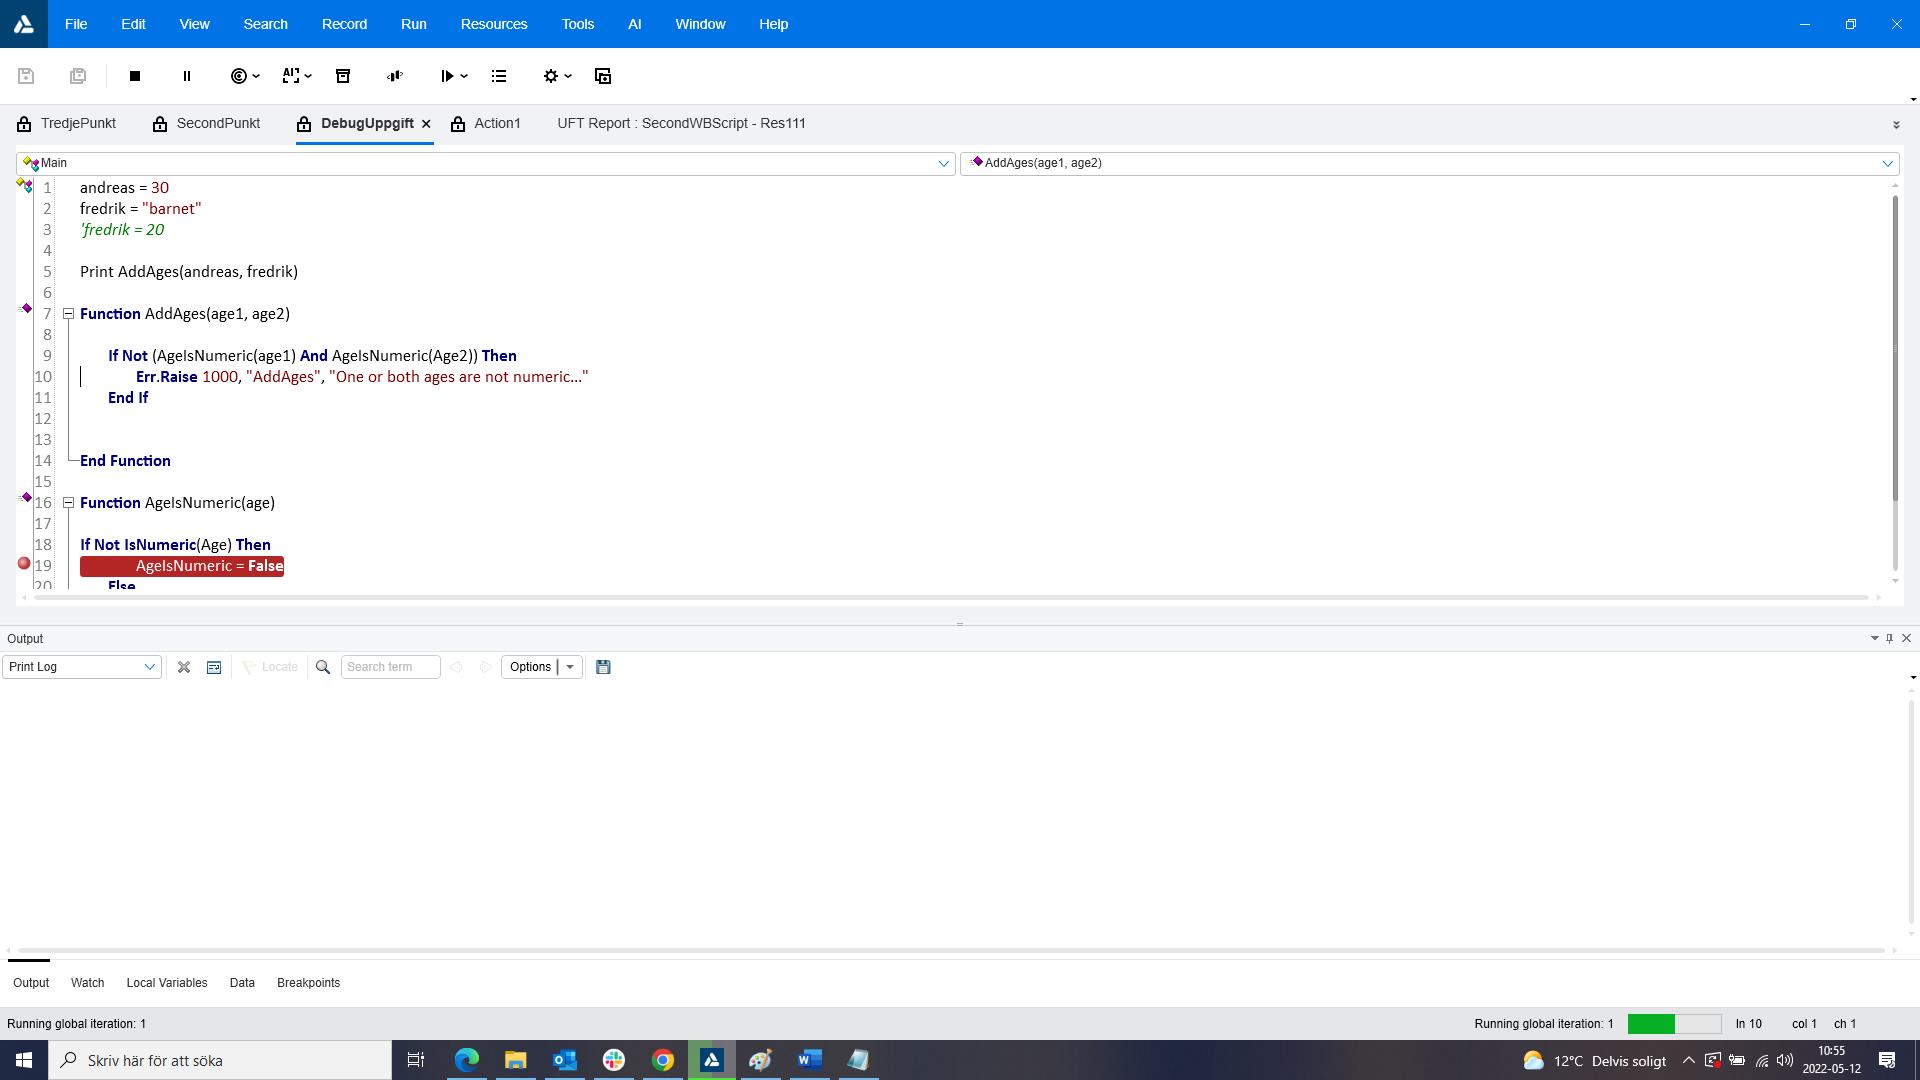 File Edit View Search Record Run Resources Tools AI Window Help
TredjePunkt SecondPunkt DebugUppgift Action1 UFT Report : SecondWBScript - Res111
Main AddAges(age1, age2)
1 andreas = 30
2 fredrik = "barnet"
3 'fredrik = 20
4
5 Print AddAges(andreas, fredrik)
6
7 Function AddAges(age1, age2)
8
9 If Not (AgeIsNumeric(age1) And AgeIsNumeric(Age2)) Then
10 Err.Raise 1000, "AddAges", "One or both ages are not numeric..."
11 End If
12
13
14 End Function
15
16 Function AgeIsNumeric(age)
17
18 If Not IsNumeric(Age) Then
19 AgeIsNumeric = False
20 Else
Output
Print Log Locate Search term Options
Output Watch Local Variables Data Breakpoints
Running global iteration: 1 Running global iteration: 1 ln 10 col 1 ch 1
Skriv här för att söka 12°C Delvis soligt 10:55
2022-05-12